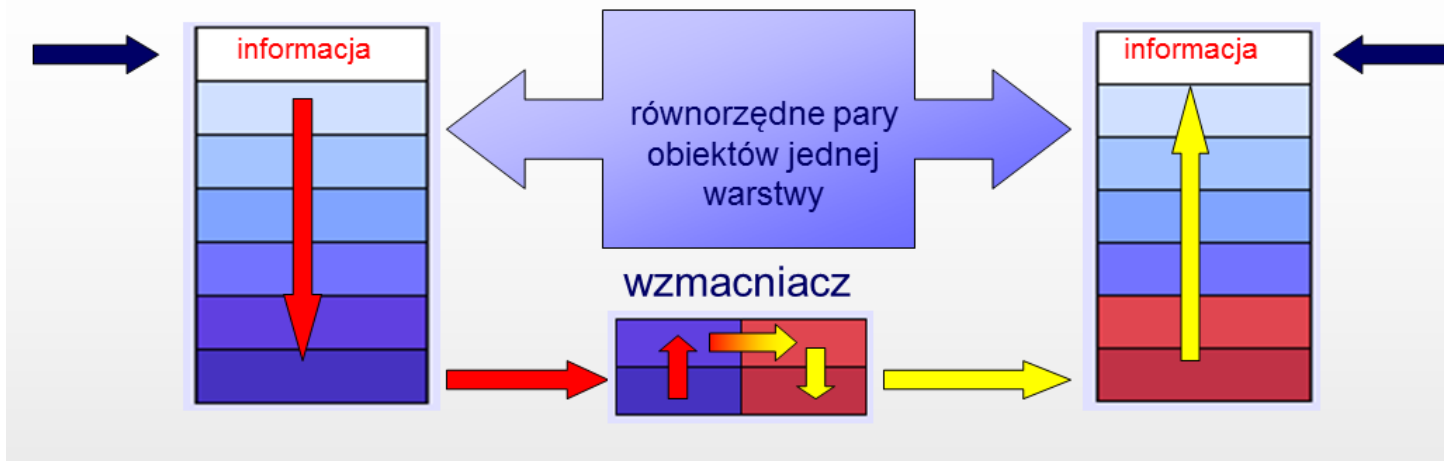 informacja
równorzędne pary
obiektów jednej
warstwy
informacja
wzmacniacz